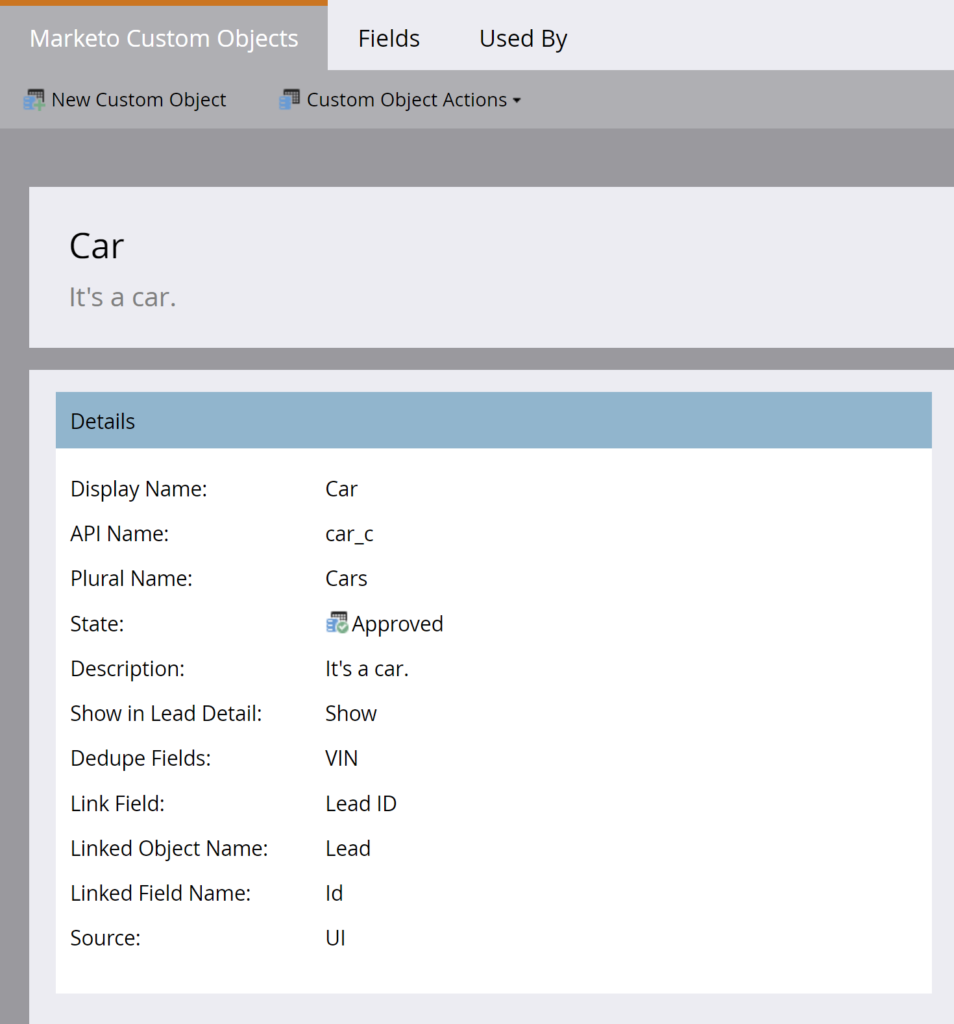 Marketo Custom Objects Fields Used By
New Custom Object Custom Object Actions
Car
It's a car.
Details
Display Name: Car
API Name: car_c
Plural Name: Cars
State: Approved
Description: It's a car.
Show in Lead Detail: Show
Dedupe Fields: VIN
Link Field: Lead ID
Linked Object Name: Lead
Linked Field Name: Id
Source: UI